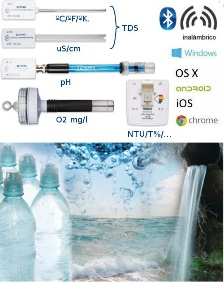 ºC/ºF/ºK.
TDS
uS/cm
pH
O2 mg/l
NTU/T%/...
inalámbrico
Windows
OS X
ANDROID
iOS
chrome